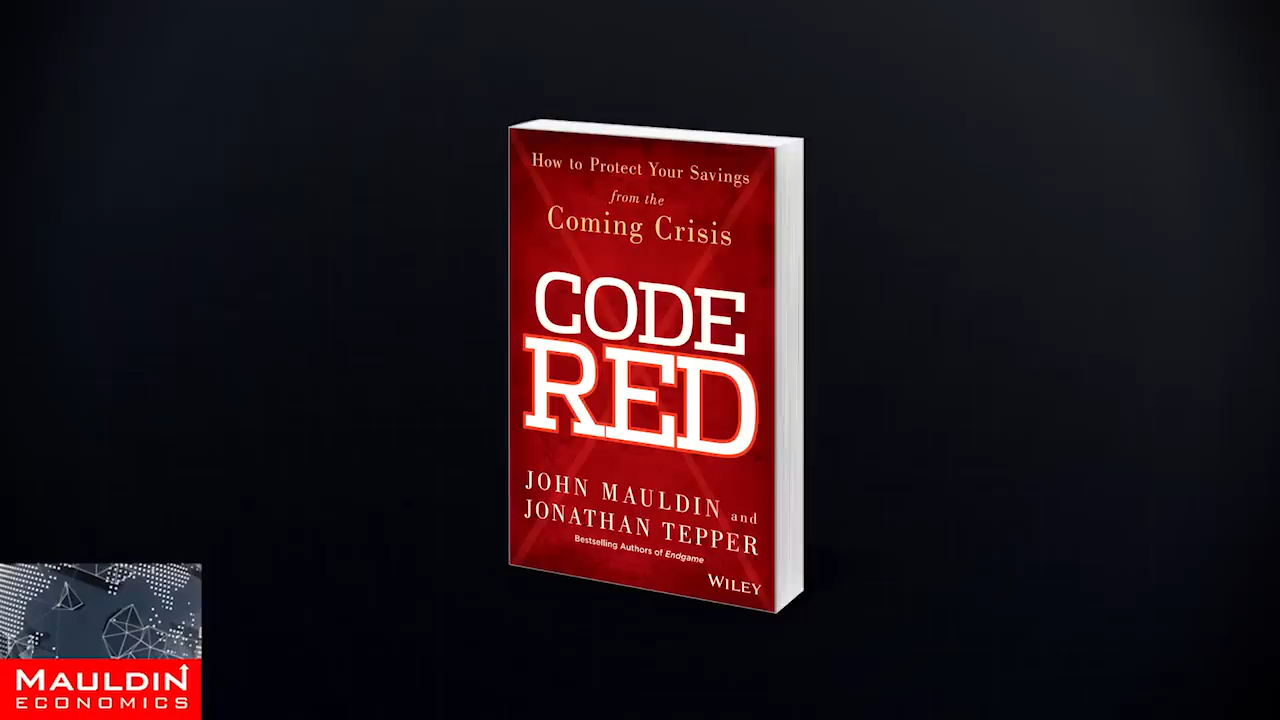 How to Protect Your Savings
from the
Coming Crisis
CODE
RED
JOHN MAULDIN and
JONATHAN TEPPER
Bestselling Authors of Endgame
WILEY
MAULDIN
ECONOMICS